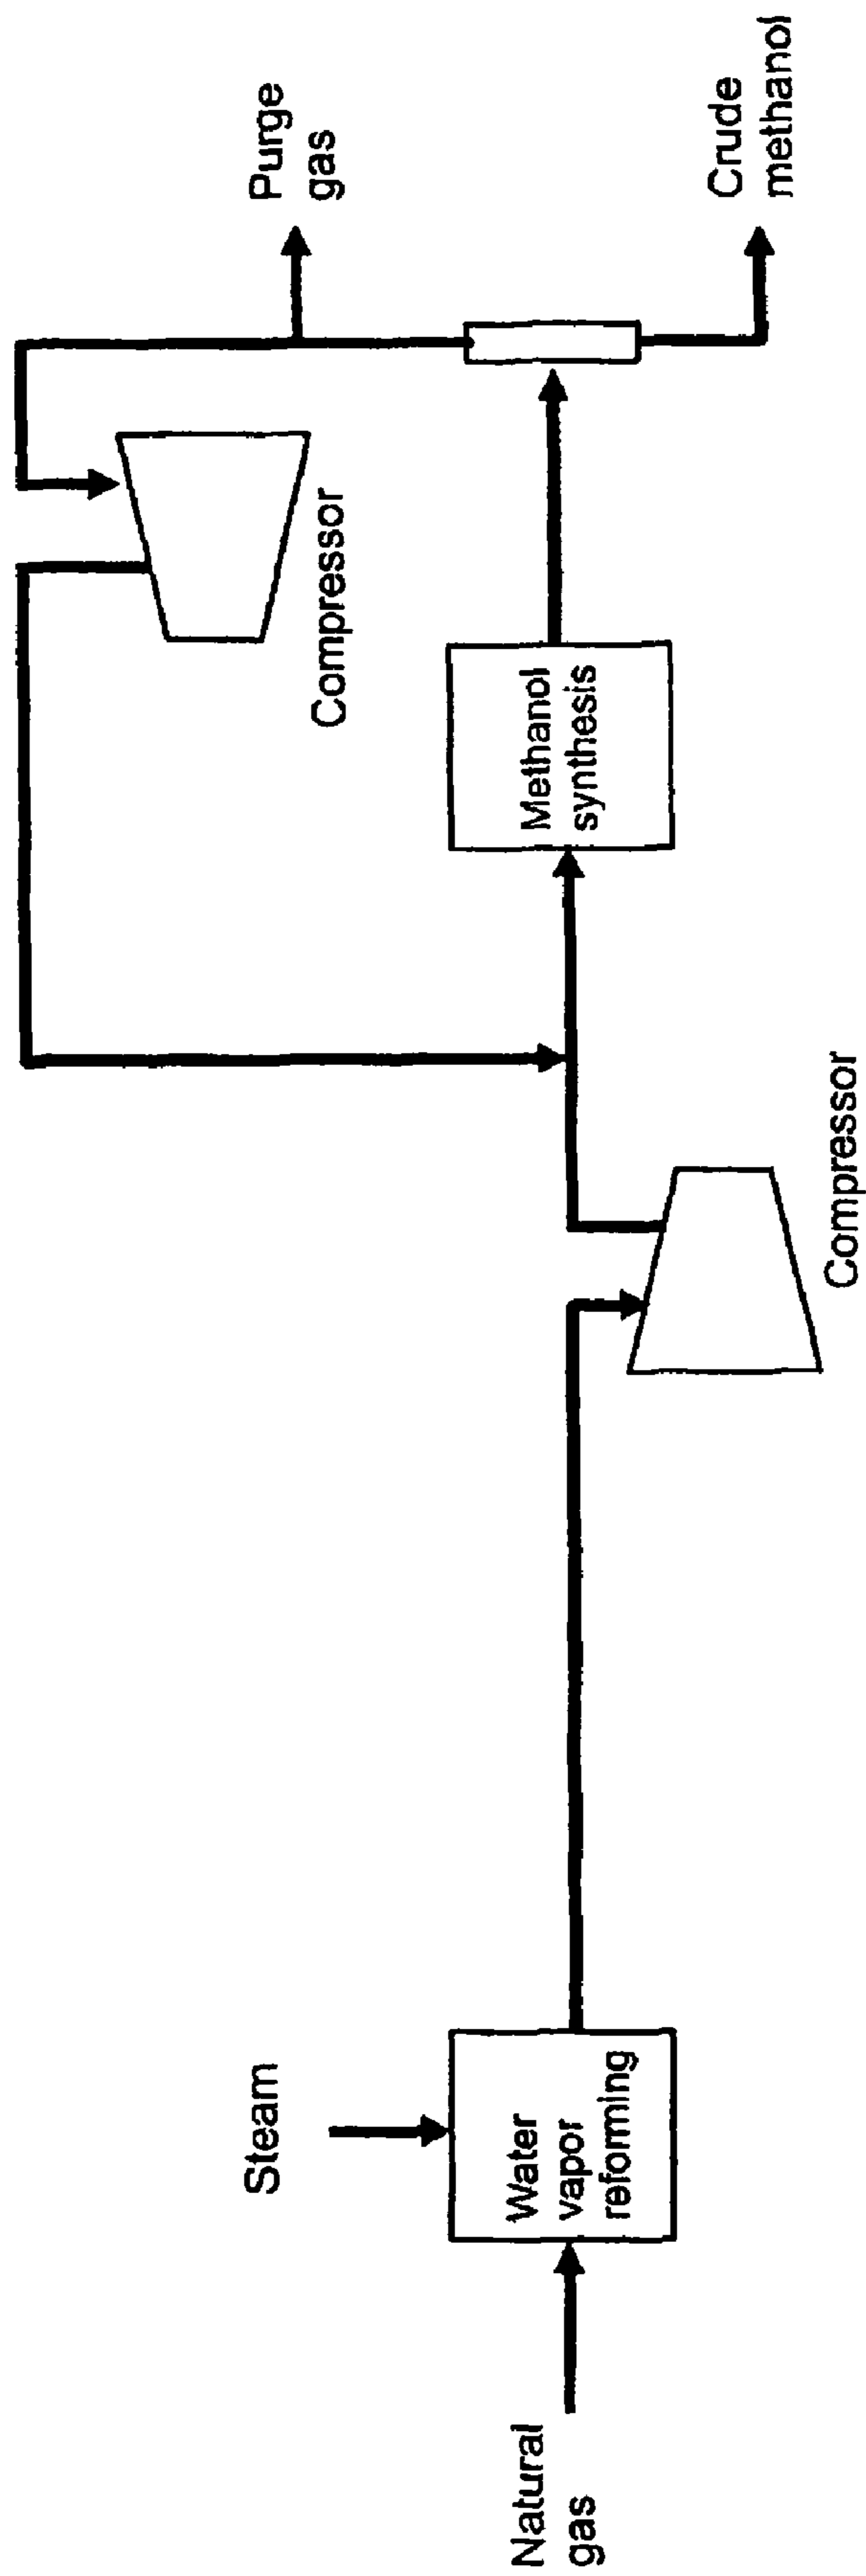 Natural
gas
Steam
Water
vapor
reforming
Compressor
Methanol
synthesis
Compressor
Purge
gas
Crude
methanol